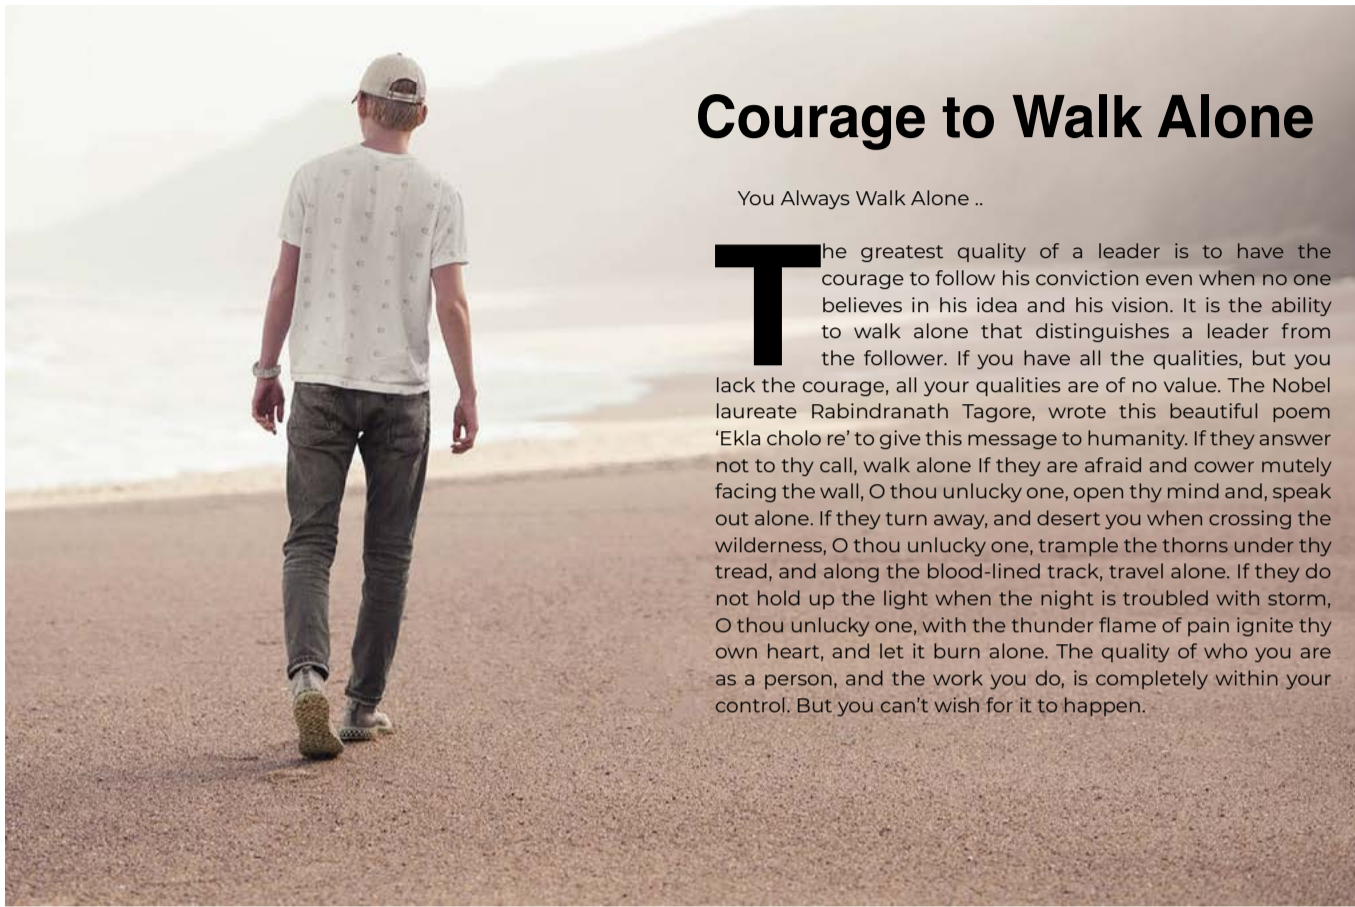 Courage to Walk Alone
You Always Walk Alone ..
The greatest quality of a leader is to have the
courage to follow his conviction even when no one
believes in his idea and his vision. It is the ability
to walk alone that distinguishes a leader from
the follower. If you have all the qualities, but you
lack the courage, all your qualities are of no value. The Nobel
laureate Rabindranath Tagore, wrote this beautiful poem
‘Ekla cholo re’ to give this message to humanity. If they answer
not to thy call, walk alone If they are afraid and cower mutely
facing the wall, O thou unlucky one, open thy mind and, speak
out alone. If they turn away, and desert you when crossing the
wilderness, O thou unlucky one, trample the thorns under thy
tread, and along the blood-lined track, travel alone. If they do
not hold up the light when the night is troubled with storm,
O thou unlucky one, with the thunder flame of pain ignite thy
own heart, and let it burn alone. The quality of who you are
as a person, and the work you do, is completely within your
control. But you can’t wish for it to happen.